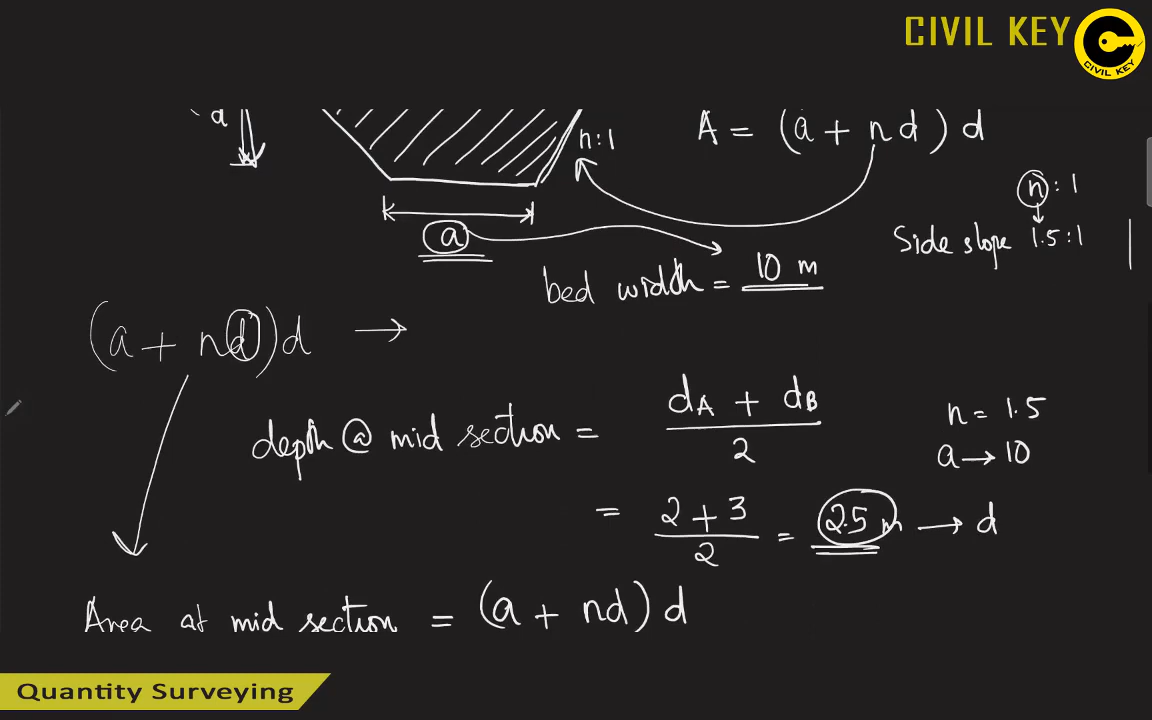 CIVIL KEY
CIVIL KEY
a
n:1
A = (a + nd) d
n : 1
Side slope 1.5:1
a
bed width = 10 m
(a + nd)d →
depth @ mid section = dA + dB / 2
n = 1.5
a → 10
= 2 + 3 / 2 = 2.5 m → d
Area at mid section = (a + nd) d
Quantity Surveying